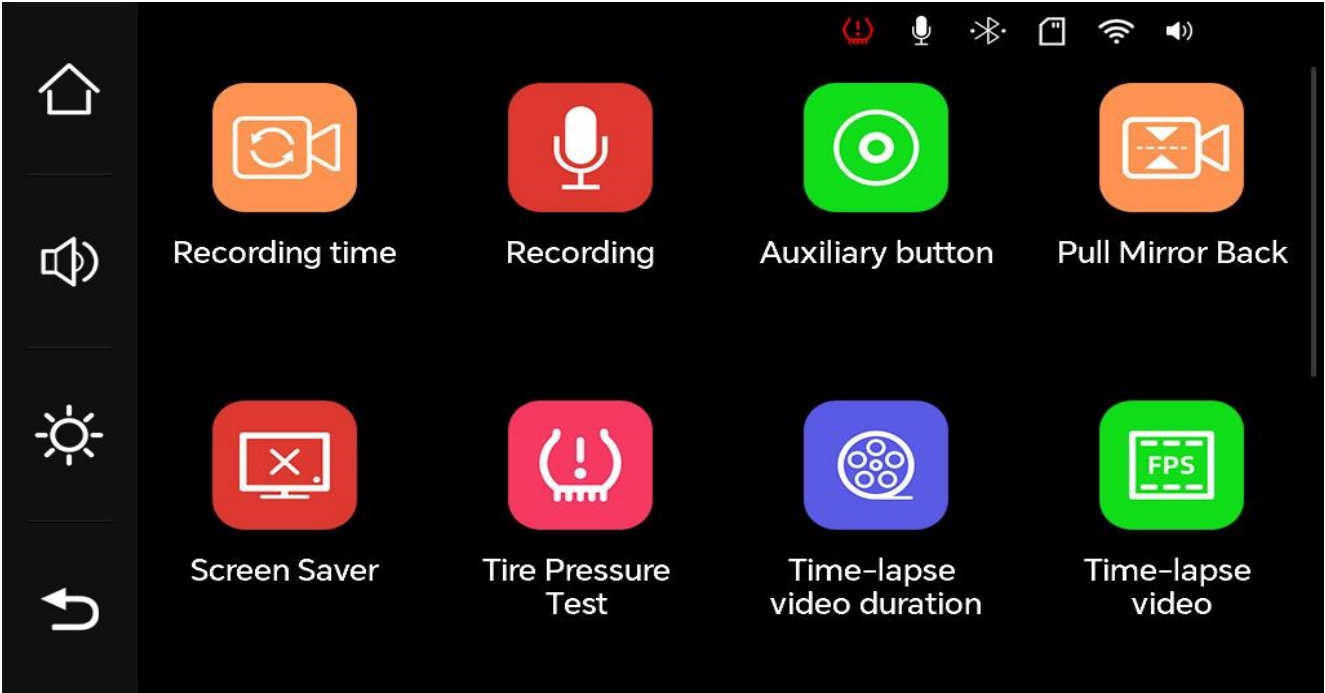 Recording time
Recording
Auxiliary button
Pull Mirror Back
FPS
Screen Saver
Tire Pressure
Test
Time-lapse
video duration
Time-lapse
video